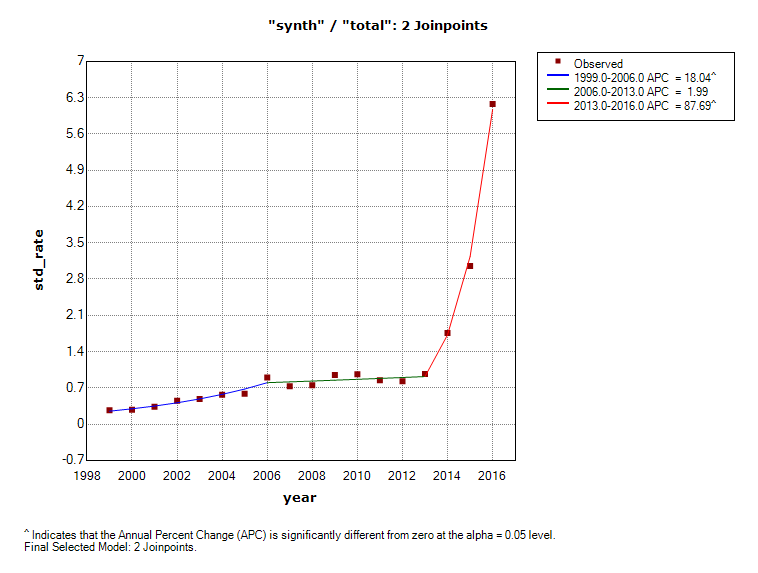 "synth" / "total": 2 Joinpoints
7
6.3
5.6
4.9
4.2
3.5
2.8
2.1
1.4
0.7
0
-0.7
std_rate
1998 2000 2002 2004 2006 2008 2010 2012 2014 2016
year
Observed
1999.0-2006.0 APC = 18.04^
2006.0-2013.0 APC = 1.99
2013.0-2016.0 APC = 87.69^
^ Indicates that the Annual Percent Change (APC) is significantly different from zero at the alpha = 0.05 level.
Final Selected Model: 2 Joinpoints.